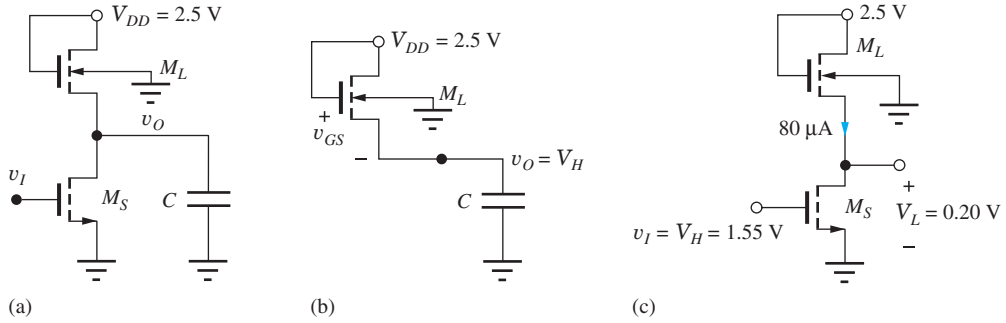 V_DD = 2.5 V
M_L
v_O
v_I
M_S
C
(a)
V_DD = 2.5 V
M_L
+
v_GS
–
v_O = V_H
C
(b)
2.5 V
M_L
80 µA
+
M_S
V_L = 0.20 V
v_I = V_H = 1.55 V
–
(c)